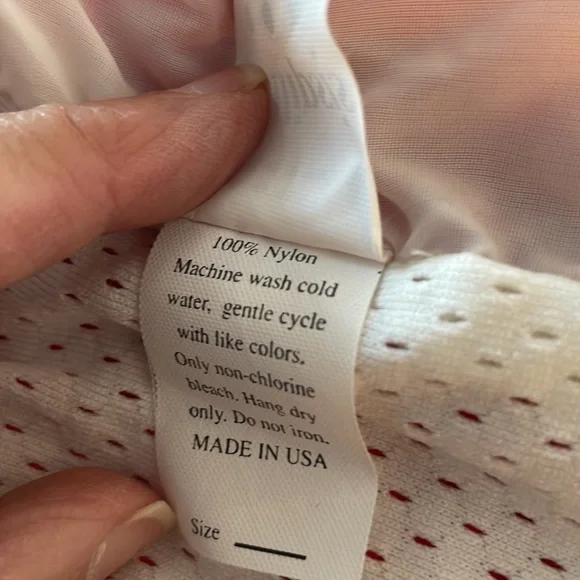 100% Nylon
Machine wash cold
water, gentle cycle
with like colors.
Only non-chlorine
bleach. Hang dry
only. Do not iron.
MADE IN USA
Size